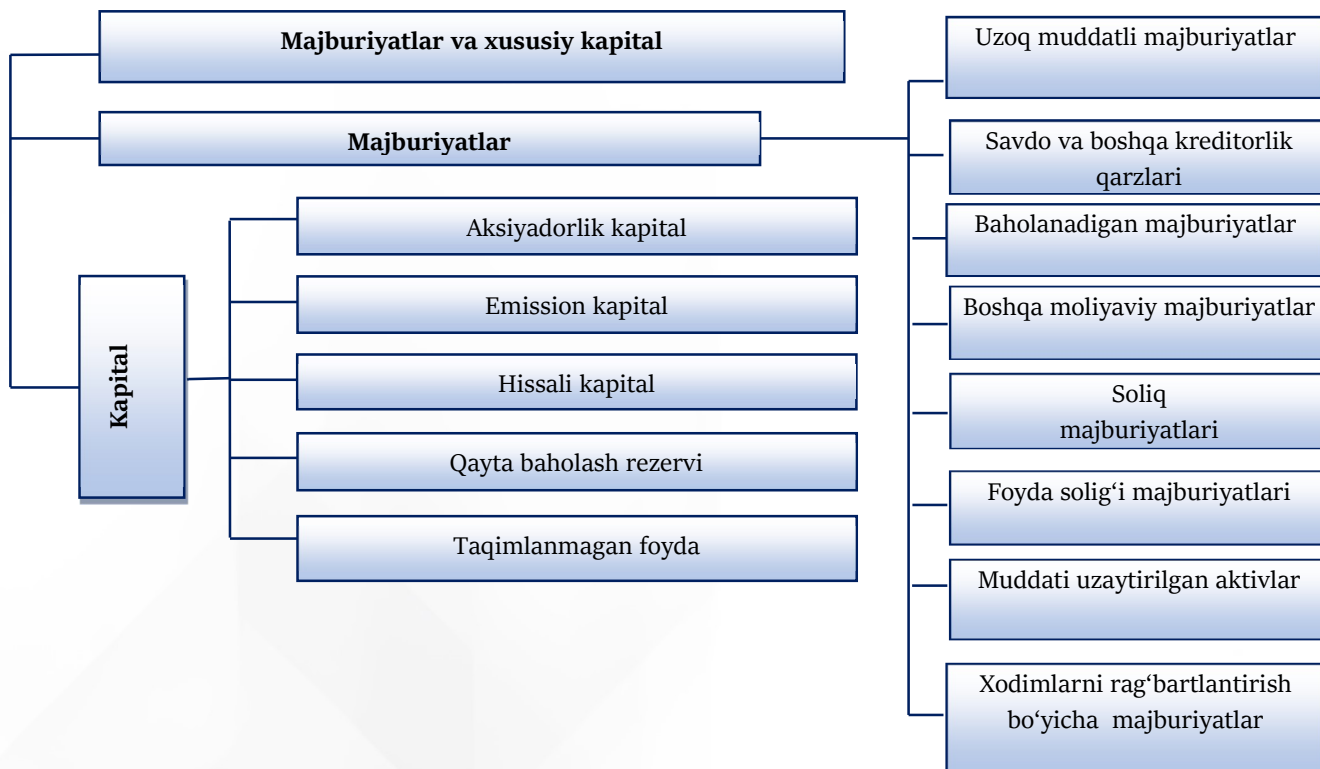 Majburiyatlar va xususiy kapital
Majburiyatlar
Kapital
Aksiyadorlik kapital
Emission kapital
Hissali kapital
Qayta baholash rezervi
Taqimlanmagan foyda
Uzoq muddatli majburiyatlar
Savdo va boshqa kreditorlik
qarzlari
Baholanadigan majburiyatlar
Boshqa moliyaviy majburiyatlar
Soliq
majburiyatlari
Foyda solig‘i majburiyatlari
Muddati uzaytirilgan aktivlar
Xodimlarni rag‘bartlantirish
bo‘yicha majburiyatlar